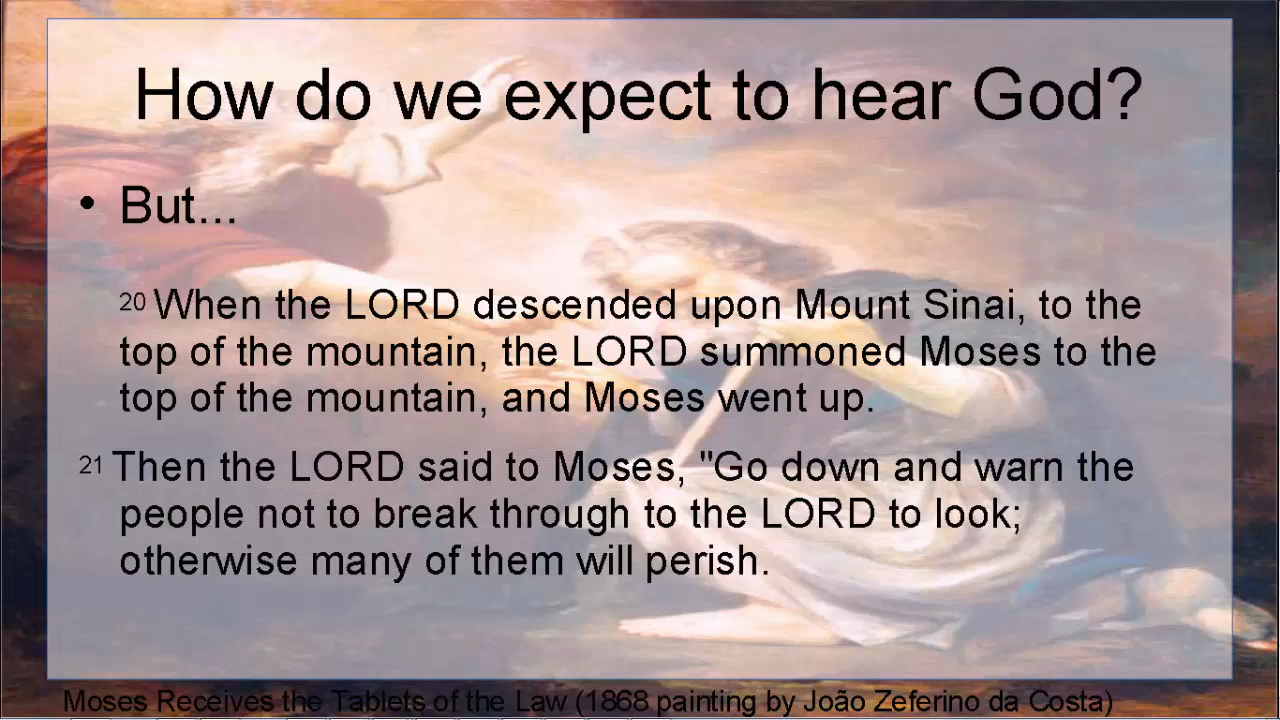 How do we expect to hear God?
• But...
20 When the LORD descended upon Mount Sinai, to the
top of the mountain, the LORD summoned Moses to the
top of the mountain, and Moses went up.
21 Then the LORD said to Moses, "Go down and warn the
people not to break through to the LORD to look;
otherwise many of them will perish.
Moses Receives the Tablets of the Law (1868 painting by João Zeferino da Costa)